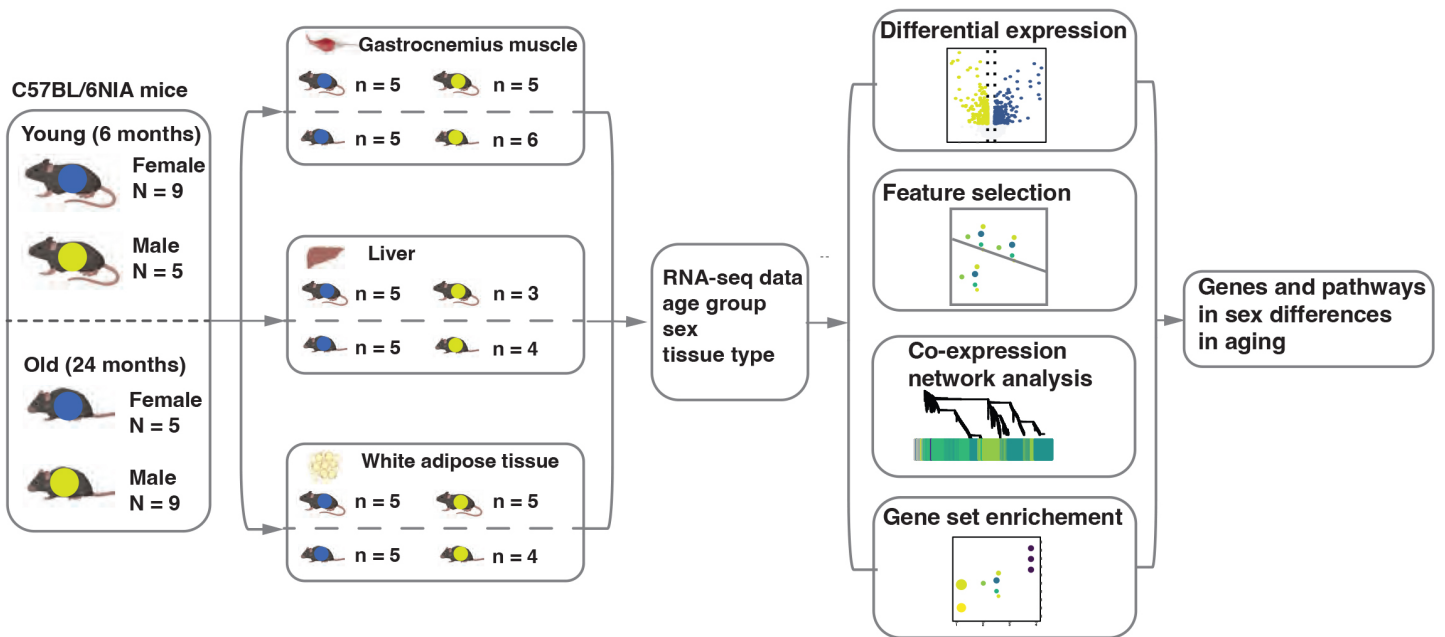 C57BL/6NIA mice
Young (6 months)
Female
N = 9
Male
N = 5
Old (24 months)
Female
N = 5
Male
N = 9
Gastrocnemius muscle
n = 5 n = 5
n = 5 n = 6
Liver
n = 5 n = 3
n = 5 n = 4
White adipose tissue
n = 5 n = 5
n = 5 n = 4
RNA-seq data
age group
sex
tissue type
Differential expression
Feature selection
Co-expression
network analysis
Gene set enrichement
Genes and pathways
in sex differences
in aging